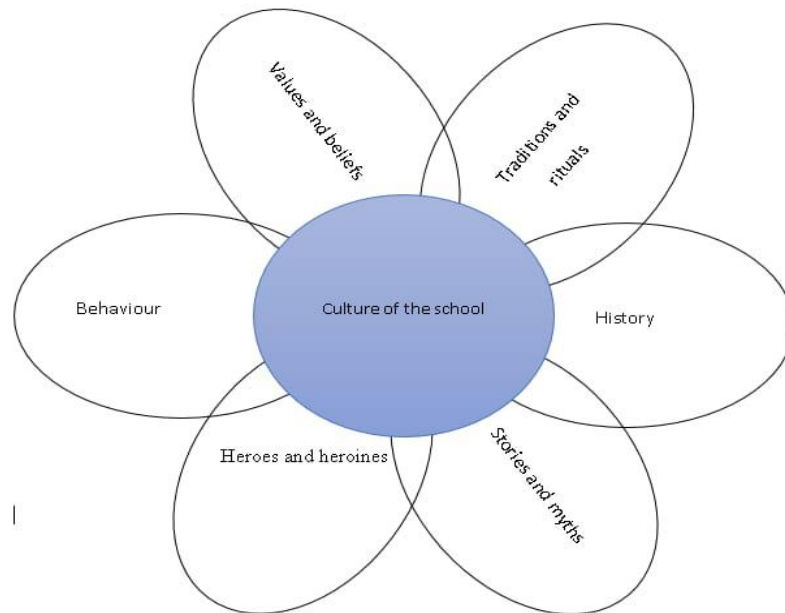 Values and beliefs
Traditions and
rituals
Behaviour
Culture of the school
History
Heroes and heroines
Stories and myths